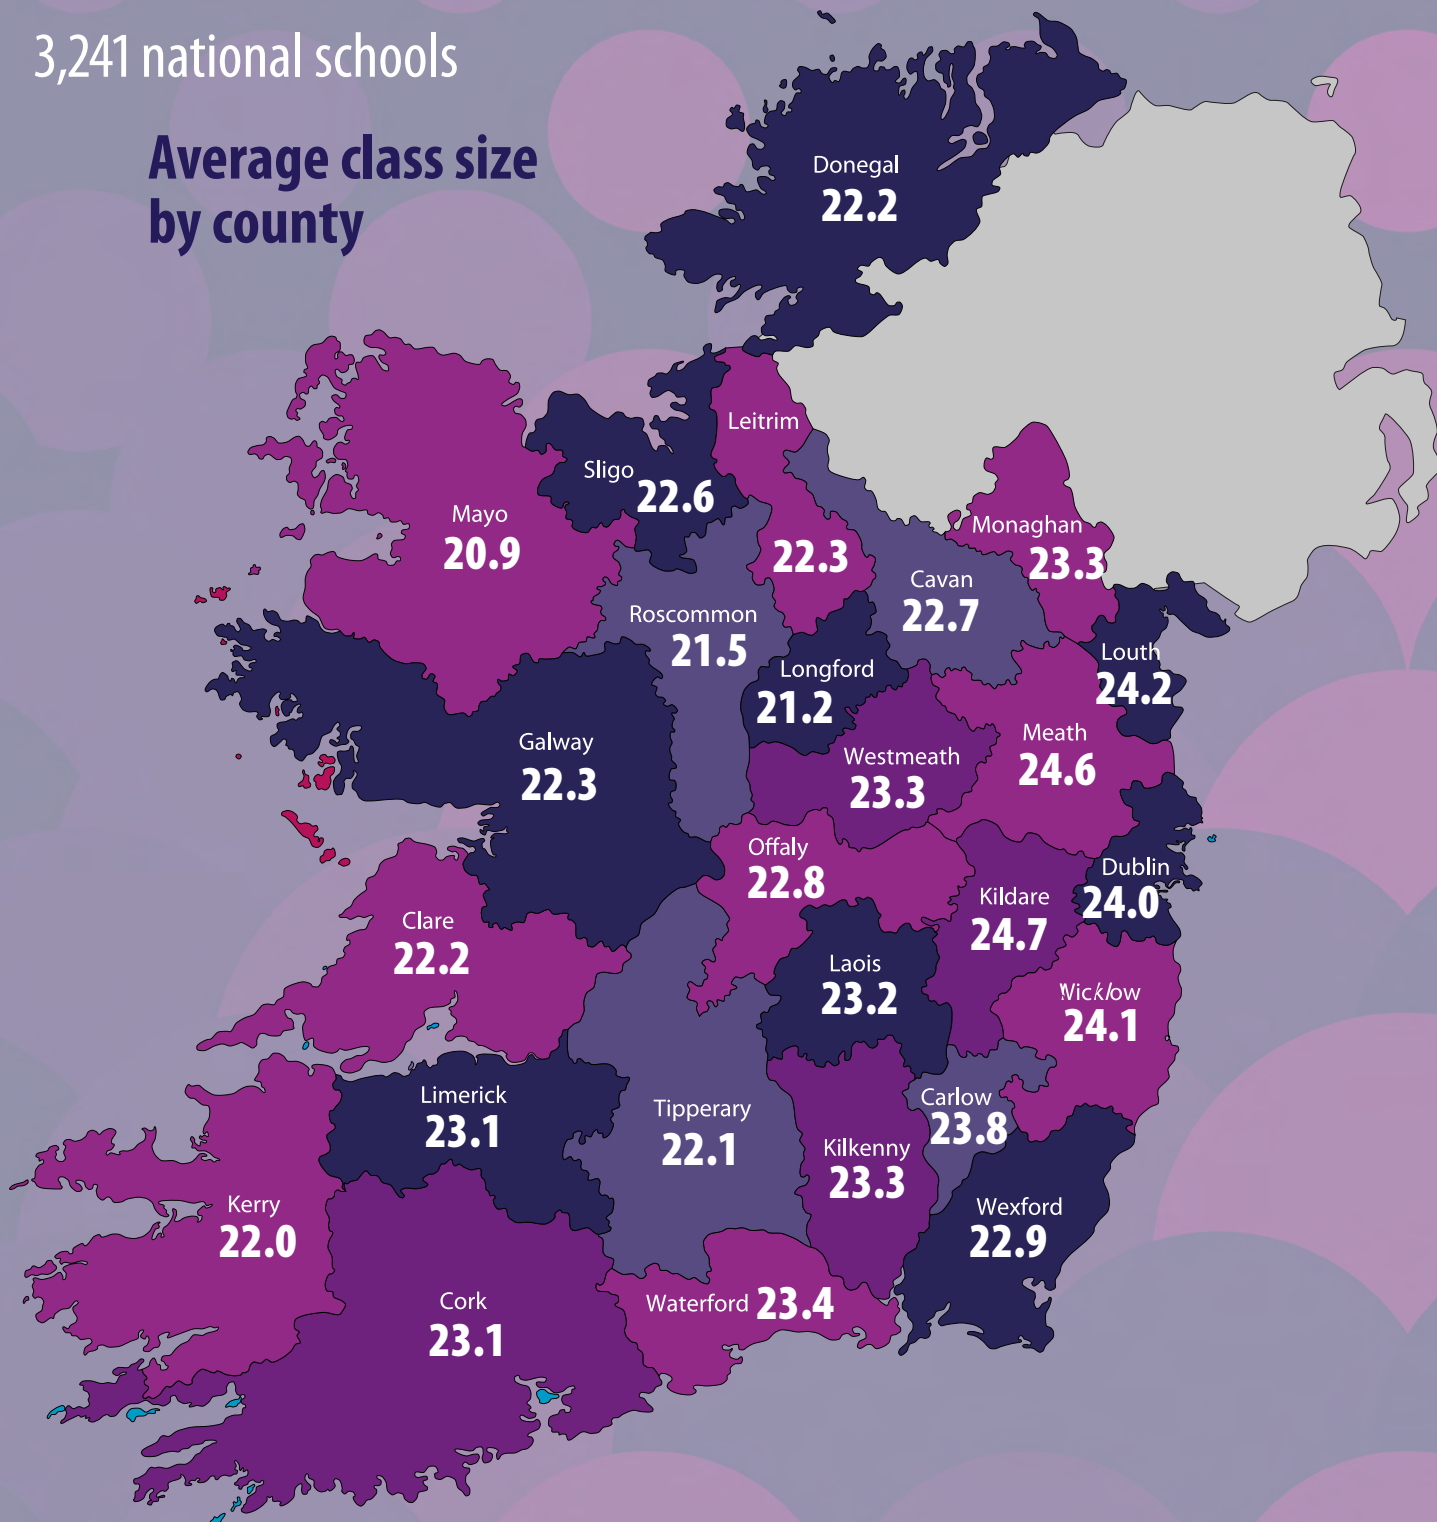 3,241 national schools
Average class size
by county
Donegal
22.2
Leitrim
22.3
Sligo 22.6
Mayo
20.9
Monaghan
23.3
Cavan
22.7
Roscommon
21.5
Louth
24.2
Longford
21.2
Meath
24.6
Galway
22.3
Westmeath
23.3
Offaly
22.8
Dublin
24.0
Kildare
24.7
Clare
22.2
Laois
23.2
Wicklow
24.1
Limerick
23.1
Tipperary
22.1
Carlow
23.8
Kilkenny
23.3
Kerry
22.0
Wexford
22.9
Cork
23.1
Waterford 23.4